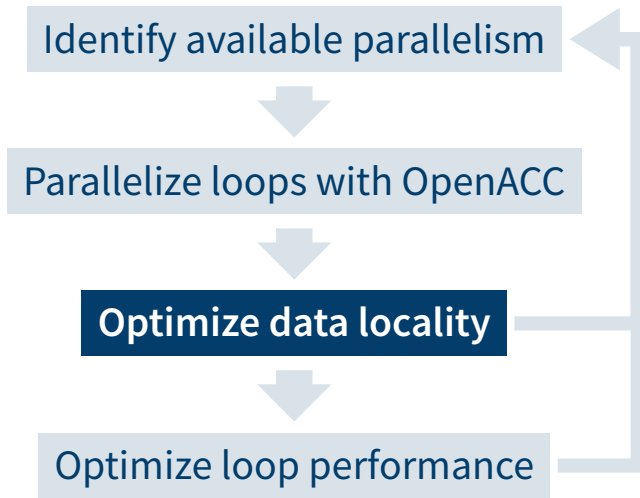 Identify available parallelism
Parallelize loops with OpenACC
Optimize data locality
Optimize loop performance